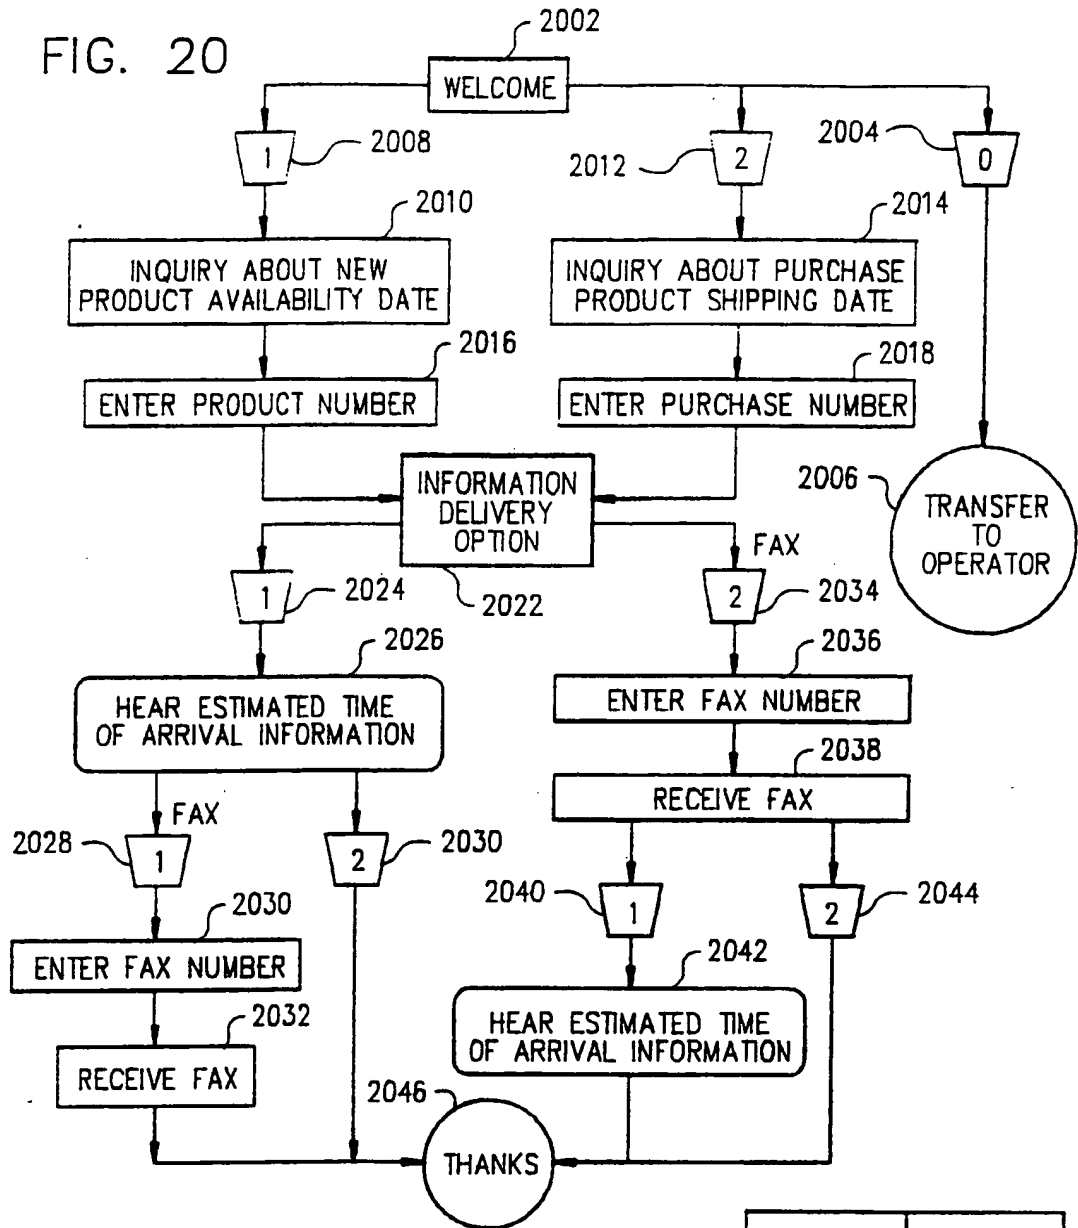 FIG. 20
2002
WELCOME
1
2008
2012
2
2004
0
2010
2014
INQUIRY ABOUT NEW
PRODUCT AVAILABILITY DATE
INQUIRY ABOUT PURCHASE
PRODUCT SHIPPING DATE
2016
2018
ENTER PRODUCT NUMBER
ENTER PURCHASE NUMBER
INFORMATION
DELIVERY
OPTION
2006
TRANSFER
TO
OPERATOR
FAX
1
2024
2022
2
2034
2026
2036
HEAR ESTIMATED TIME
OF ARRIVAL INFORMATION
ENTER FAX NUMBER
2038
RECEIVE FAX
FAX
2028
1
2
2030
2040
1
2
2044
2030
ENTER FAX NUMBER
2042
2032
HEAR ESTIMATED TIME
OF ARRIVAL INFORMATION
RECEIVE FAX
2046
THANKS